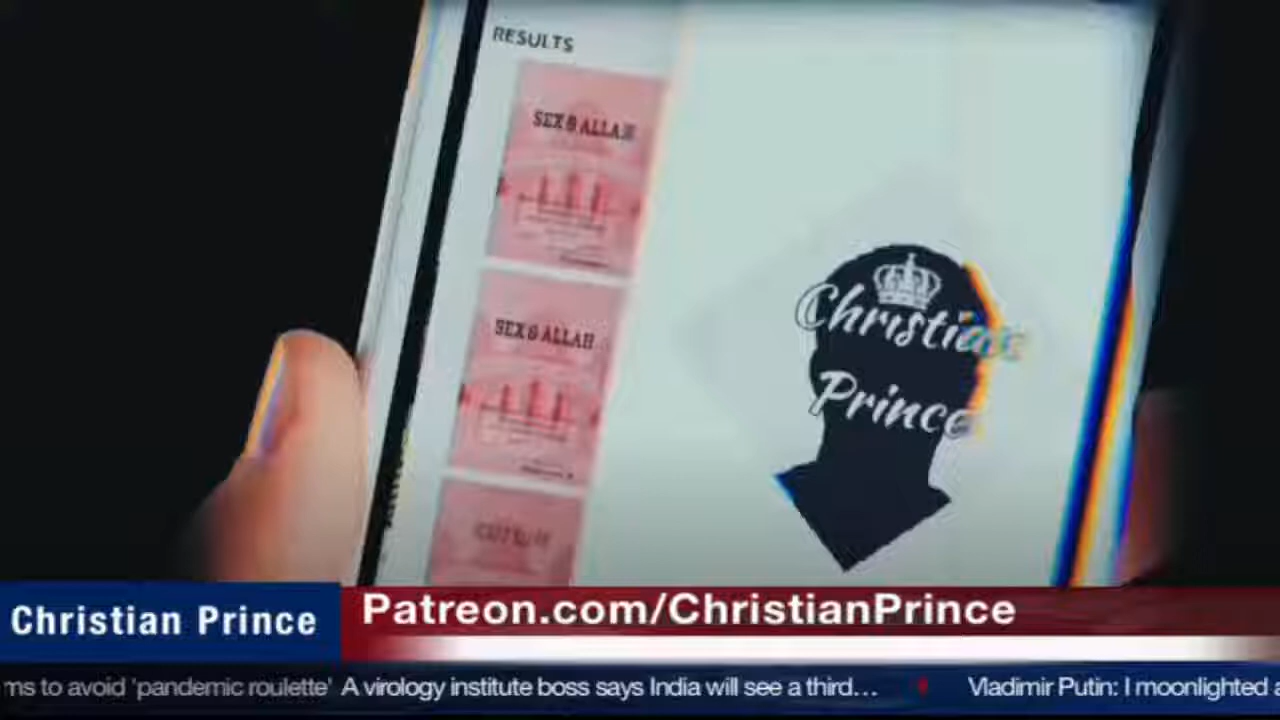 RESULTS
SEX & ALLAH
SEX & ALLAH
Christian
Prince
Christian Prince
Patreon.com/ChristianPrince
ms to avoid 'pandemic roulette' A virology institute boss says India will see a third... Vladimir Putin: I moonlighted a